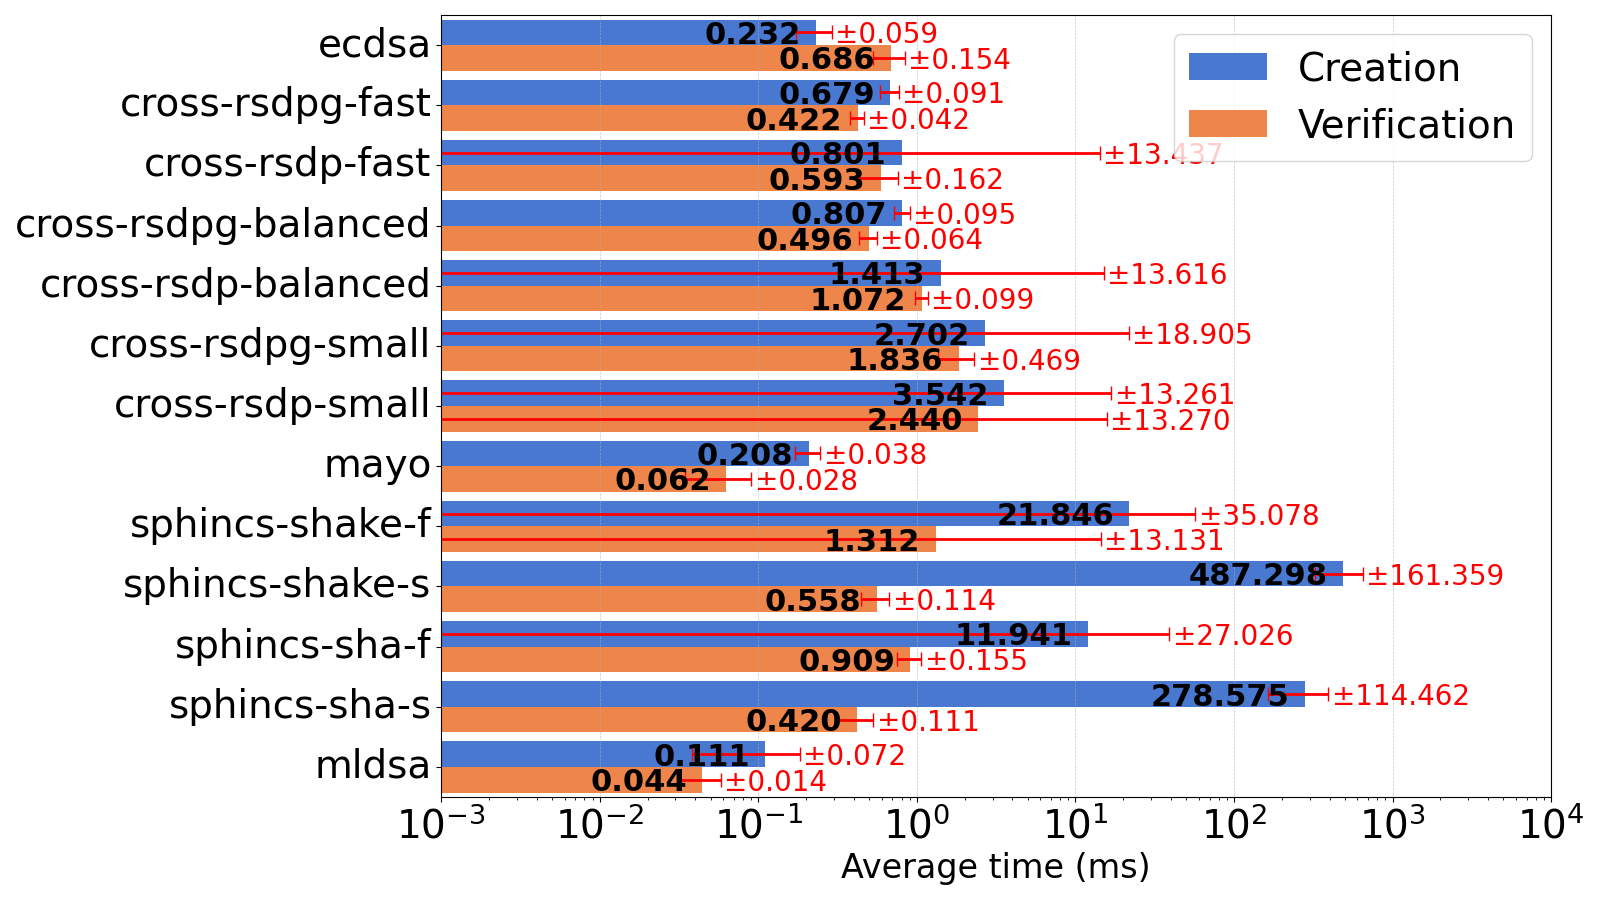 ecdsa
0.232 ±0.059
0.686 ±0.154
cross-rsdpg-fast
0.679 ±0.091
0.422 ±0.042
cross-rsdp-fast
0.801 ±13.437
0.593 ±0.162
cross-rsdpg-balanced
0.807 ±0.095
0.496 ±0.064
cross-rsdp-balanced
1.413 ±13.616
1.072 ±0.099
cross-rsdpg-small
2.702 ±18.905
1.836 ±0.469
cross-rsdp-small
3.542 ±13.261
2.440 ±13.270
mayo
0.208 ±0.038
0.062 ±0.028
sphincs-shake-f
21.846 ±35.078
1.312 ±13.131
sphincs-shake-s
487.298 ±161.359
0.558 ±0.114
sphincs-sha-f
11.941 ±27.026
0.909 ±0.155
sphincs-sha-s
278.575 ±114.462
0.420 ±0.111
mldsa
0.111 ±0.072
0.044 ±0.014
Creation
Verification
10⁻³ 10⁻² 10⁻¹ 10⁰ 10¹ 10² 10³ 10⁴
Average time (ms)